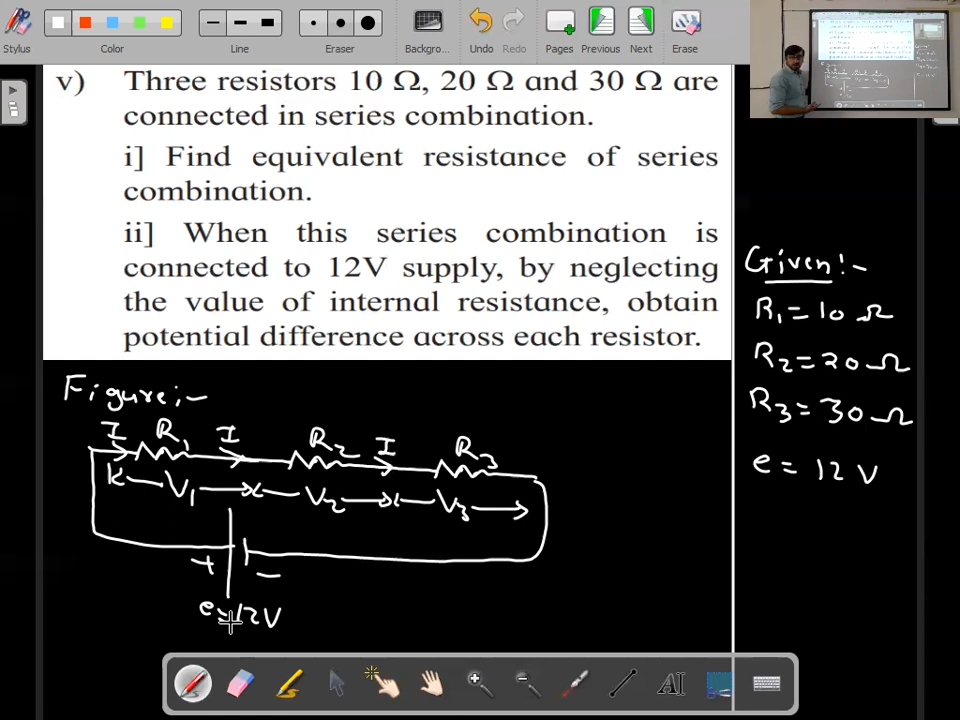 Stylus
Color
Line
Eraser
Backgro...
Undo
Redo
Pages
Previous
Next
Erase
v) Three resistors 10 Ω, 20 Ω and 30 Ω are
connected in series combination.
i] Find equivalent resistance of series
combination.
ii] When this series combination is
connected to 12V supply, by neglecting
the value of internal resistance, obtain
potential difference across each resistor.
Given:-
R1 = 10 Ω
R2 = 20 Ω
R3 = 30 Ω
e = 12 V
Figure:-
I R1 I R2 I R3
V1 V2 V3
+ -
e=12V
AI